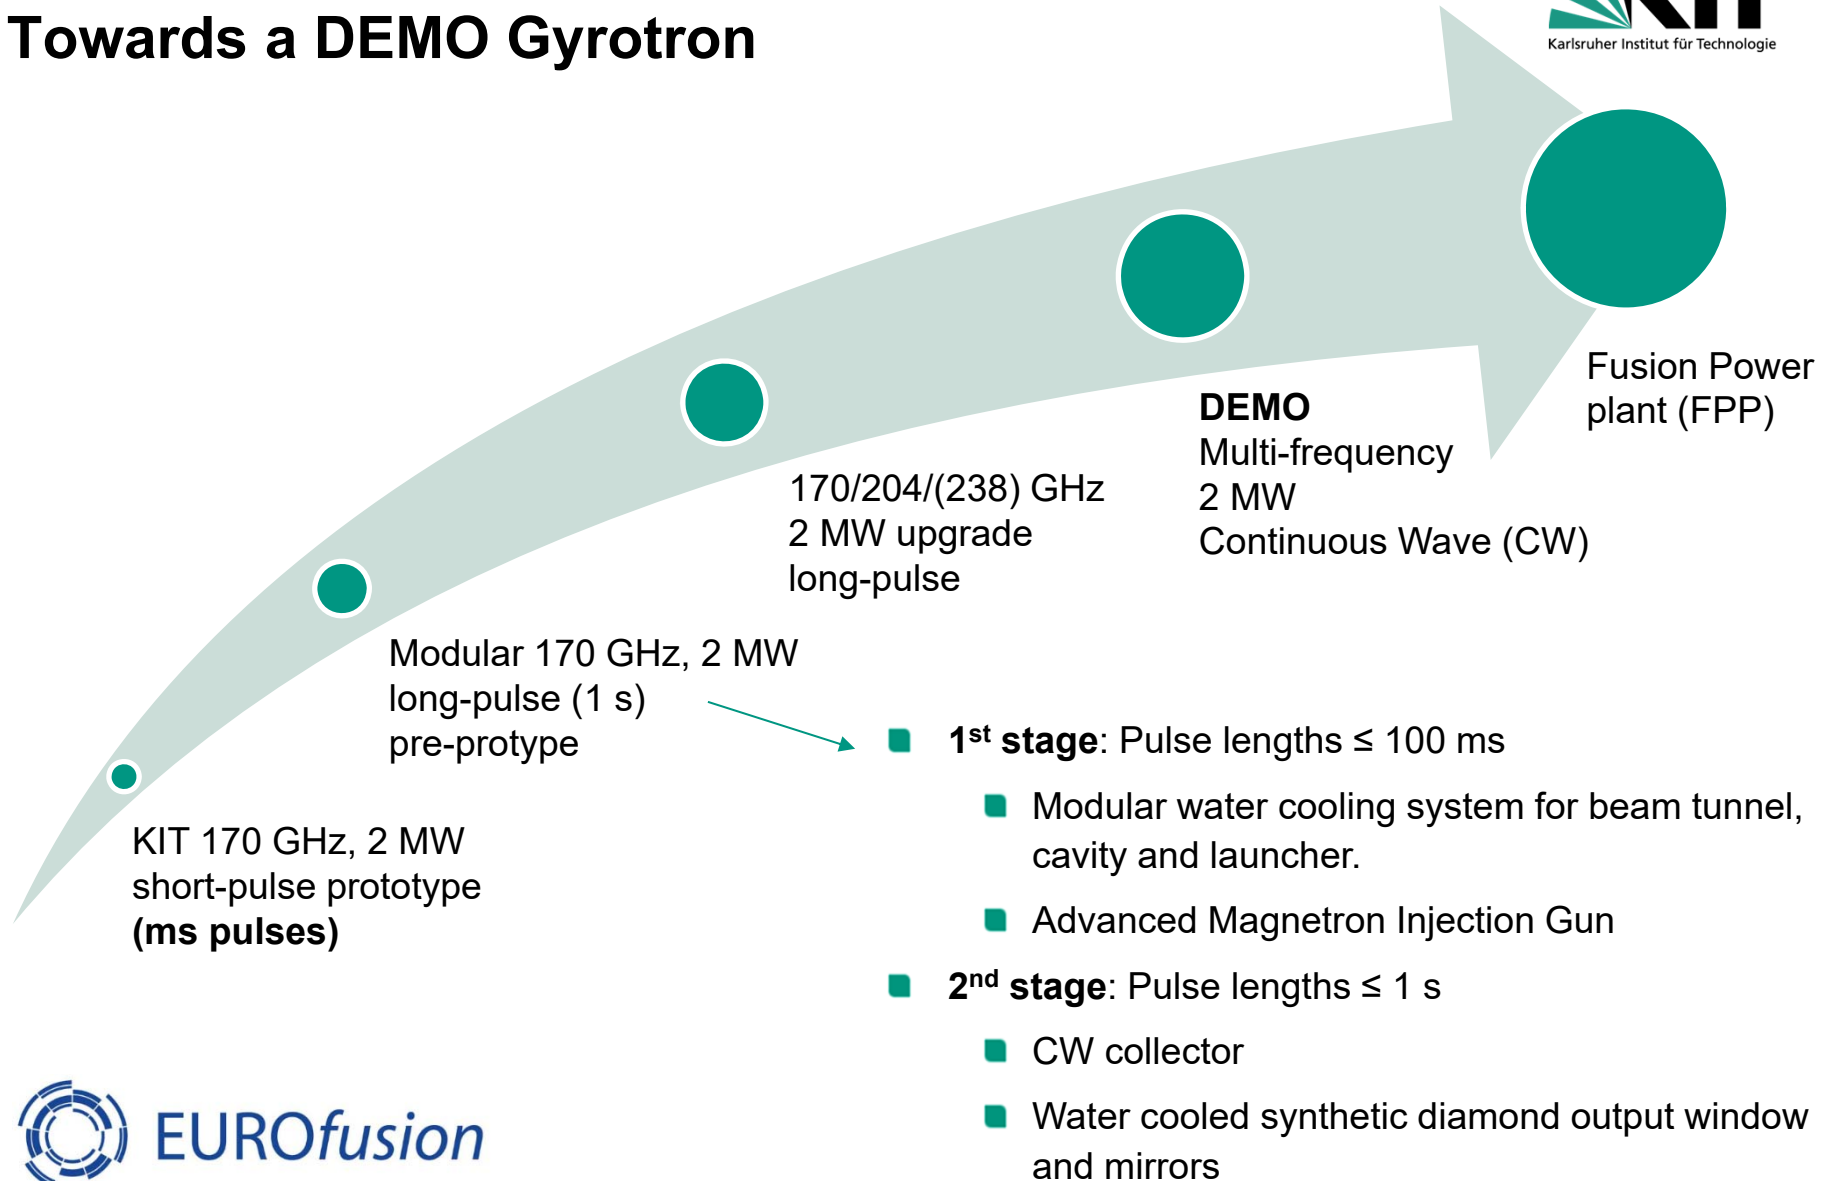 Towards a DEMO Gyrotron
KIT
Karlsruher Institut für Technologie
Fusion Power
plant (FPP)
DEMO
Multi-frequency
2 MW
Continuous Wave (CW)
170/204/(238) GHz
2 MW upgrade
long-pulse
Modular 170 GHz, 2 MW
long-pulse (1 s)
pre-protype
KIT 170 GHz, 2 MW
short-pulse prototype
(ms pulses)
1st stage: Pulse lengths ≤ 100 ms
Modular water cooling system for beam tunnel,
cavity and launcher.
Advanced Magnetron Injection Gun
2nd stage: Pulse lengths ≤ 1 s
CW collector
Water cooled synthetic diamond output window
and mirrors
EUROfusion